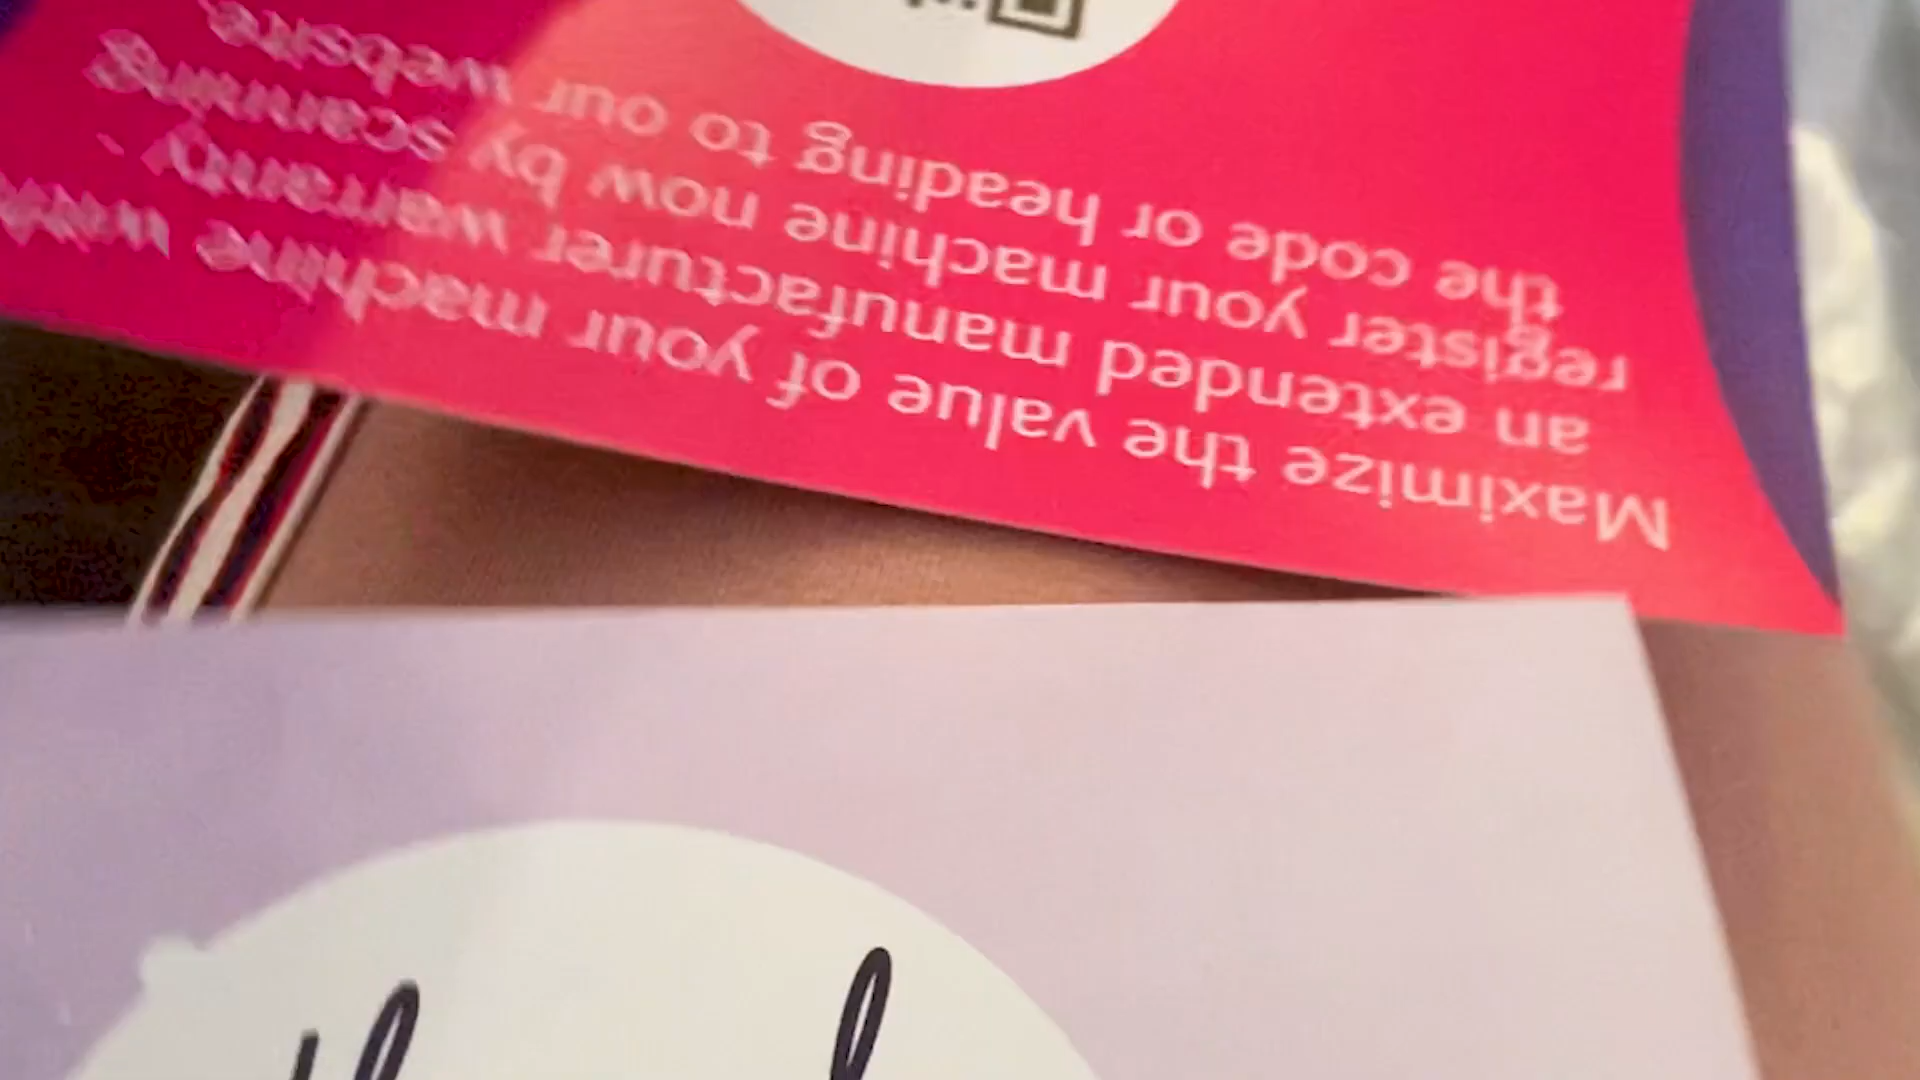 Maximize the value of your machine with
an extended manufacturer warranty -
register your machine now by scanning
the code or heading to our website